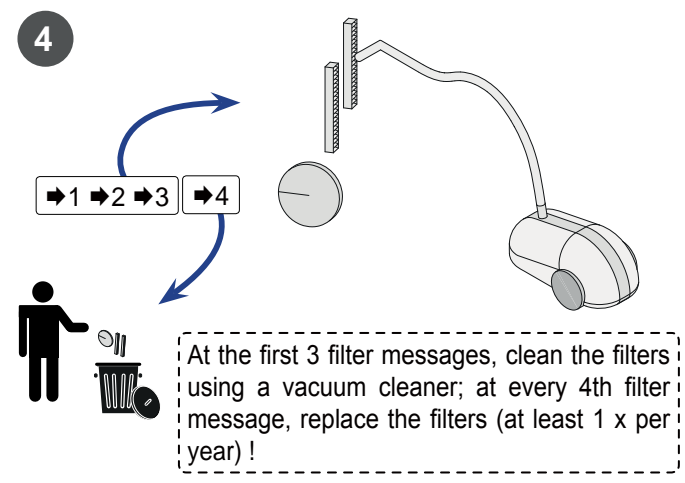 4
➡1 ➡2 ➡3 ➡4
At the first 3 filter messages, clean the filters
using a vacuum cleaner; at every 4th filter
message, replace the filters (at least 1 x per
year) !